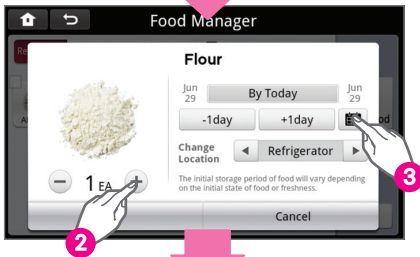 Food Manager
Re
Flour
Jun
29
By Today
Jun
29
-1day
+1day
Change
Location
Refrigerator
The initial storage period of food will vary depending
on the initial state of food or freshness.
1 EA
Cancel
2
3